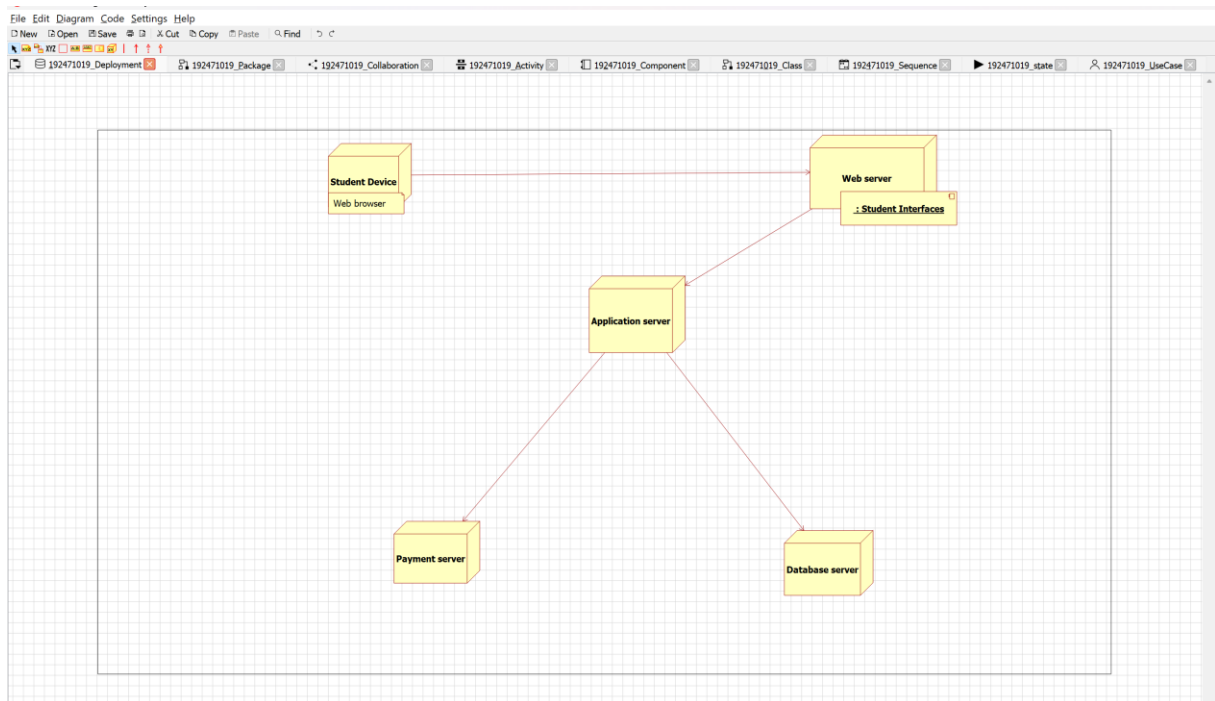 File Edit Diagram Code Settings Help
New Open Save Cut Copy Paste Find
XYZ
192471019_Deployment 192471019_Package 192471019_Collaboration 192471019_Activity 192471019_Component 192471019_Class 192471019_Sequence 192471019_state 192471019_UseCase
Student Device
Web browser
Web server
: Student Interfaces
Application server
Payment server
Database server